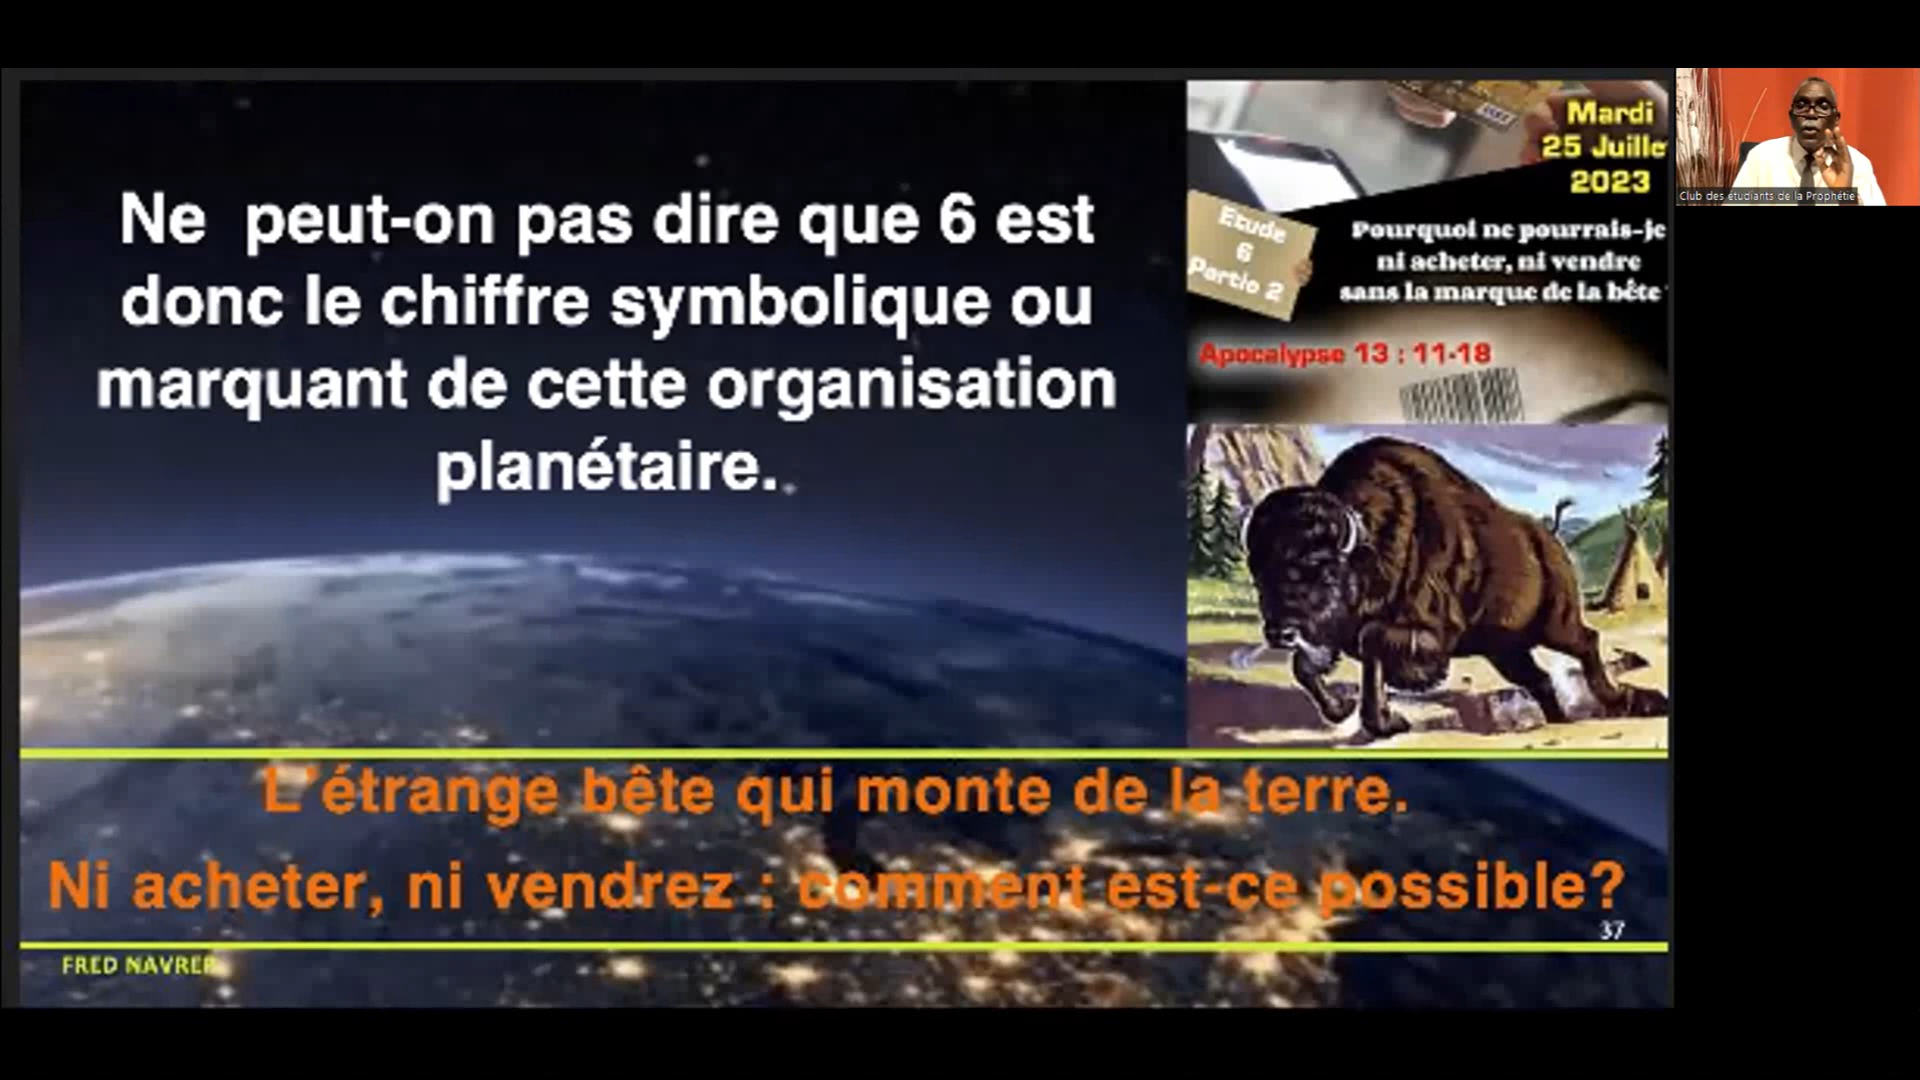 Ne peut-on pas dire que 6 est
donc le chiffre symbolique ou
marquant de cette organisation
planétaire.
Mardi
25 Juille
2023
Etude
6
Partie 2
Pourquoi ne pourrais-je
ni acheter, ni vendre
sans la marque de la bête
Apocalypse 13 : 11-18
L'étrange bête qui monte de la terre.
Ni acheter, ni vendrez : comment est-ce possible?
37
FRED NAVRER
Club des étudiants de la Prophétie